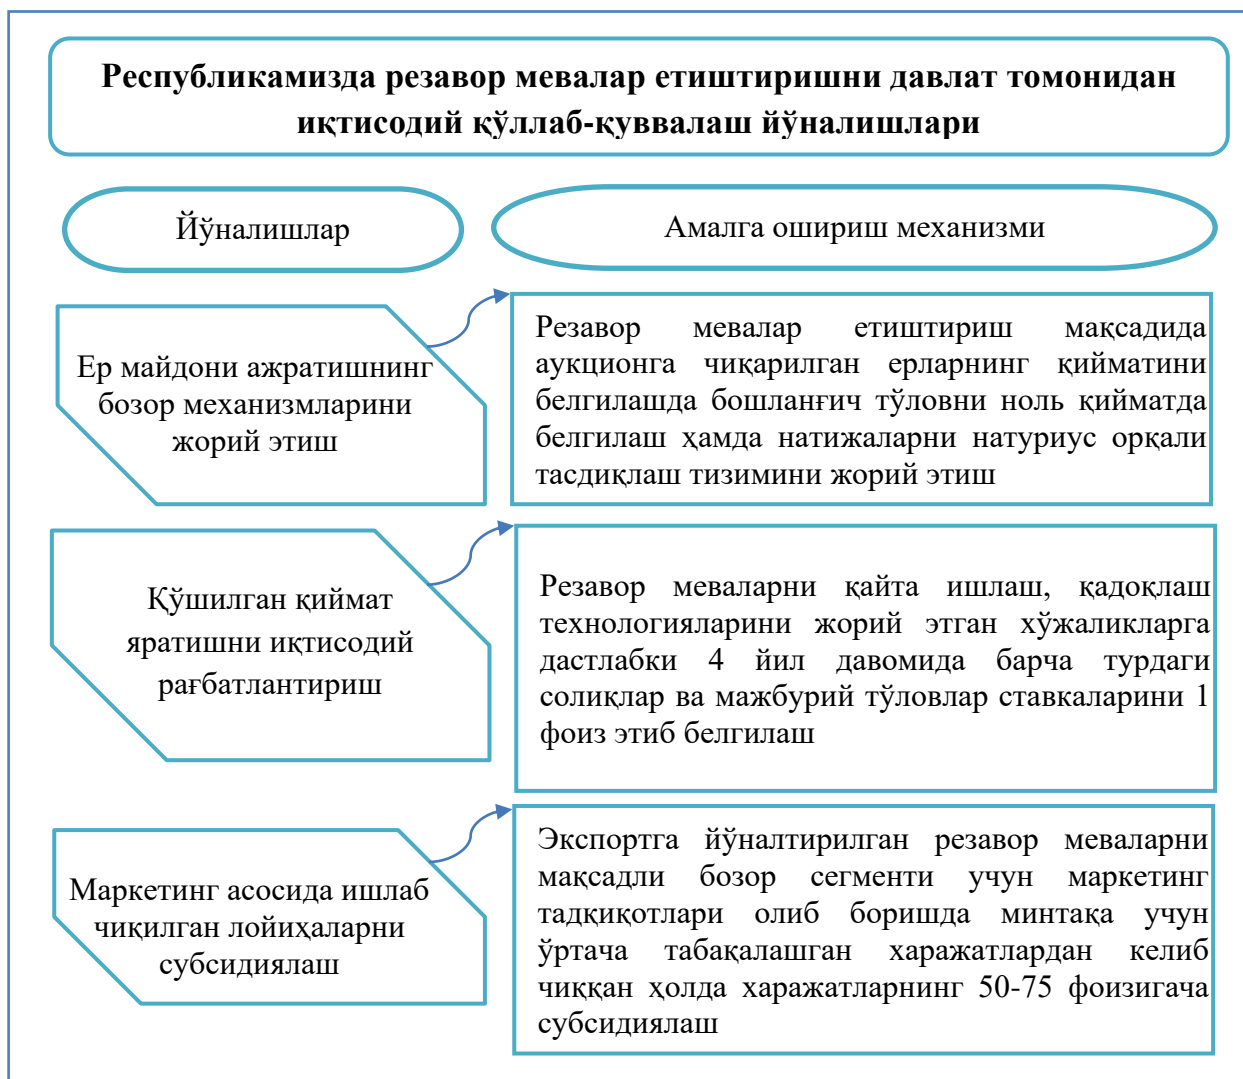 Республикамизда резавор мевалар етиштиришни давлат томонидан
иқтисодий қўллаб-қувватлаш йўналишлари
Йўналишлар
Амалга ошириш механизми
Ер майдони ажратишнинг
бозор механизмларини
жорий этиш
Резавор мевалар етиштириш мақсадида
аукционга чиқарилган ерларнинг қийматини
белгилашда бошланғич тўловни ноль қийматда
белгилаш ҳамда натижаларни натуриус орқали
тасдиқлаш тизимини жорий этиш
Қўшилган қиймат
яратишни иқтисодий
рағбатлантириш
Резавор меваларни қайта ишлаш, қадоқлаш
технологияларини жорий этган хўжаликларга
дастлабки 4 йил давомида барча турдаги
солиқлар ва мажбурий тўловлар ставкаларини 1
фоиз этиб белгилаш
Маркетинг асосида ишлаб
чиқилган лойиҳаларни
субсидиялаш
Экспортга йўналтирилган резавор меваларни
мақсадли бозор сегменти учун маркетинг
тадқиқотлари олиб боришда минтақа учун
ўртача табақалашган харажатлардан келиб
чиққан ҳолда харажатларнинг 50-75 фоизигача
субсидиялаш